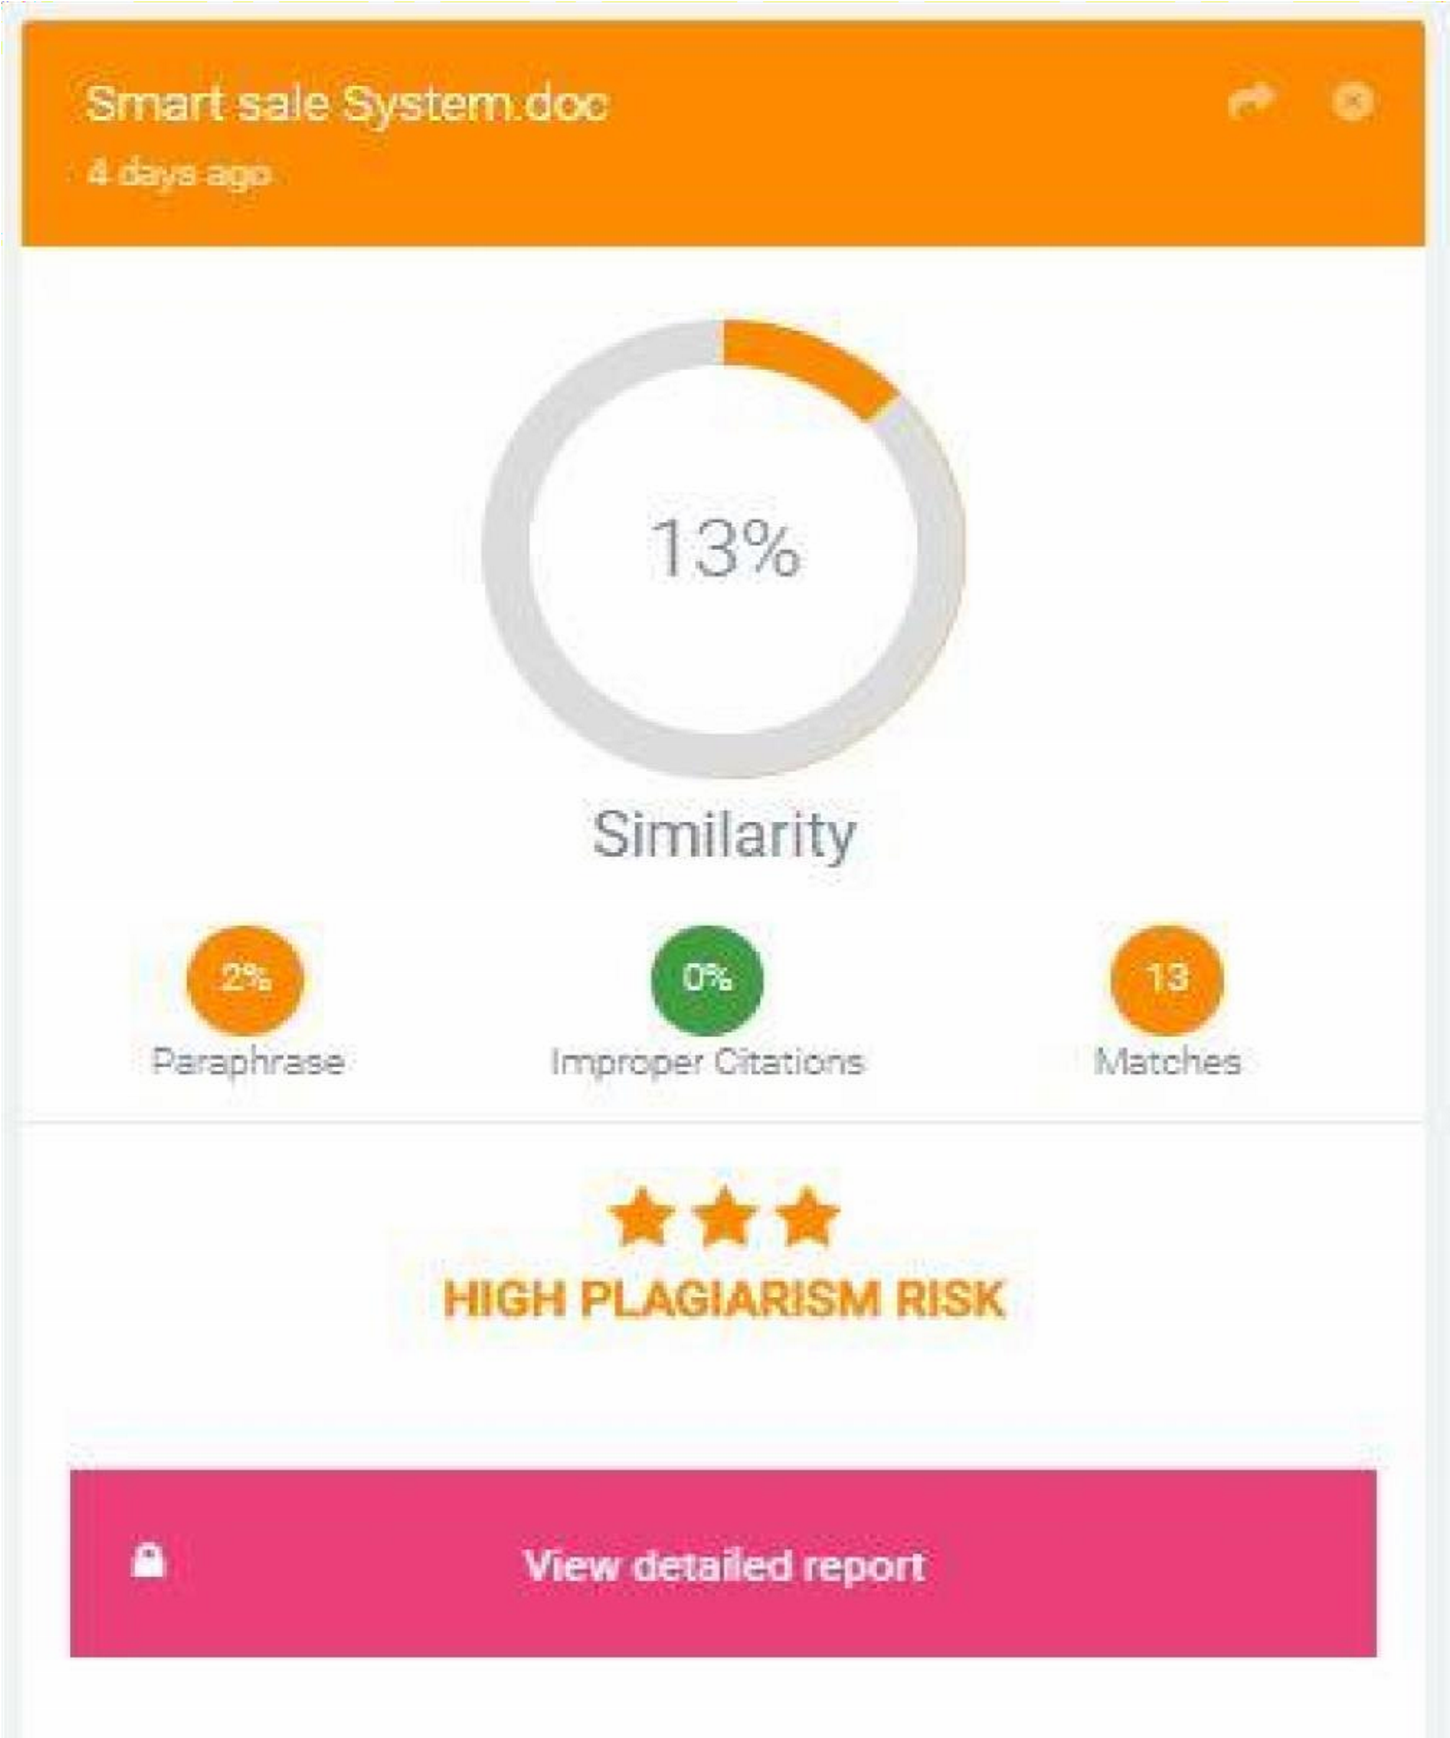 Smart sale System.doc
4 days ago
13%
Similarity
2%
Paraphrase
0%
Improper Citations
13
Matches
HIGH PLAGIARISM RISK
View detailed report